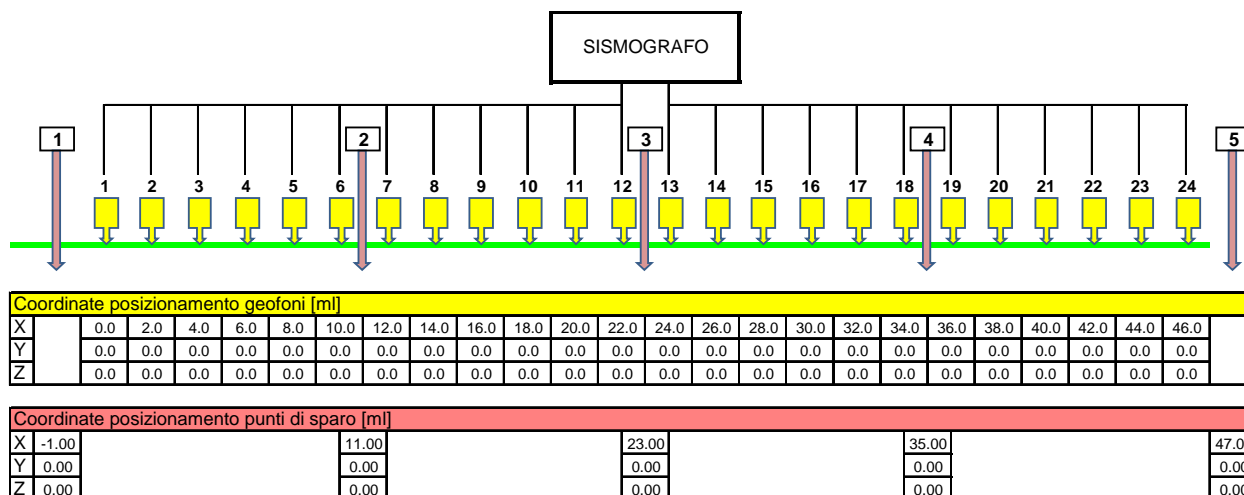 SISMOGRAFO
1 2 3 4 5
1 2 3 4 5 6 7 8 9 10 11 12 13 14 15 16 17 18 19 20 21 22 23 24
Coordinate posizionamento geofoni [ml]
X 0.0 2.0 4.0 6.0 8.0 10.0 12.0 14.0 16.0 18.0 20.0 22.0 24.0 26.0 28.0 30.0 32.0 34.0 36.0 38.0 40.0 42.0 44.0 46.0
Y 0.0 0.0 0.0 0.0 0.0 0.0 0.0 0.0 0.0 0.0 0.0 0.0 0.0 0.0 0.0 0.0 0.0 0.0 0.0 0.0 0.0 0.0 0.0 0.0
Z 0.0 0.0 0.0 0.0 0.0 0.0 0.0 0.0 0.0 0.0 0.0 0.0 0.0 0.0 0.0 0.0 0.0 0.0 0.0 0.0 0.0 0.0 0.0 0.0
Coordinate posizionamento punti di sparo [ml]
X -1.00 11.00 23.00 35.00 47.0
Y 0.00 0.00 0.00 0.00 0.00
Z 0.00 0.00 0.00 0.00 0.00